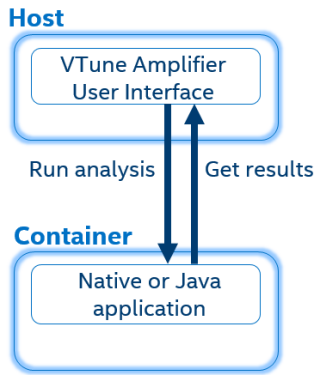 Host
VTune Amplifier
User Interface
Run analysis
Get results
Container
Native or Java
application